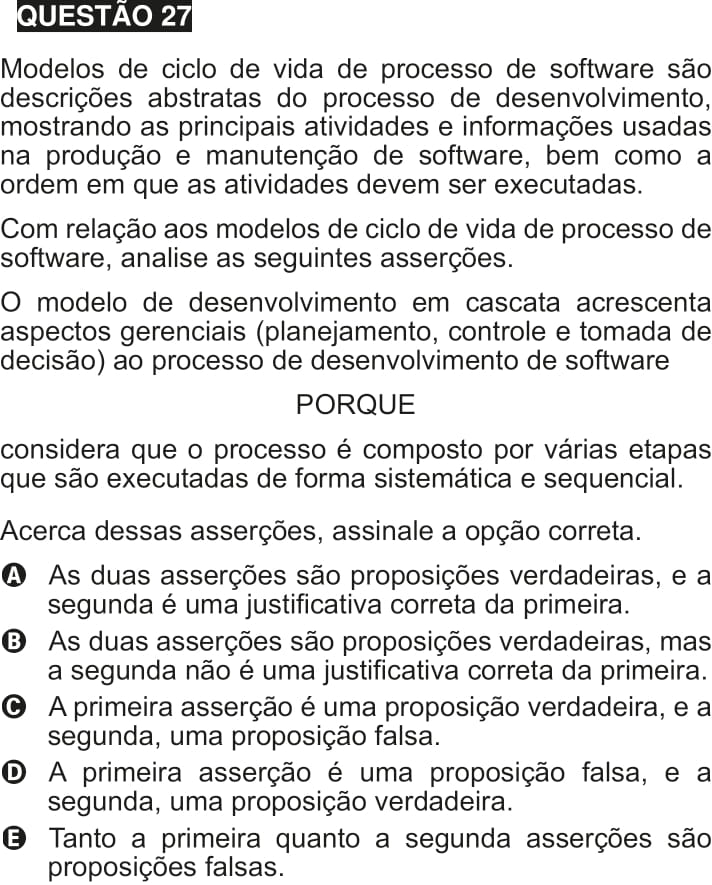 QUESTÃO 27
Modelos de ciclo de vida de processo de software são
descrições abstratas do processo de desenvolvimento,
mostrando as principais atividades e informações usadas
na produção e manutenção de software, bem como a
ordem em que as atividades devem ser executadas.
Com relação aos modelos de ciclo de vida de processo de
software, analise as seguintes asserções.
O modelo de desenvolvimento em cascata acrescenta
aspectos gerenciais (planejamento, controle e tomada de
decisão) ao processo de desenvolvimento de software
PORQUE
considera que o processo é composto por várias etapas
que são executadas de forma sistemática e sequencial.
Acerca dessas asserções, assinale a opção correta.
A As duas asserções são proposições verdadeiras, e a
segunda é uma justificativa correta da primeira.
B As duas asserções são proposições verdadeiras, mas
a segunda não é uma justificativa correta da primeira.
C A primeira asserção é uma proposição verdadeira, e a
segunda, uma proposição falsa.
D A primeira asserção é uma proposição falsa, e a
segunda, uma proposição verdadeira.
E Tanto a primeira quanto a segunda asserções são
proposições falsas.